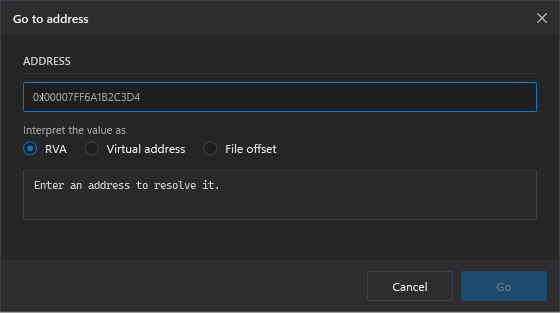 Go to address
ADDRESS
0x00007FF6A1B2C3D4
Interpret the value as
RVA Virtual address File offset
Enter an address to resolve it.
Cancel Go